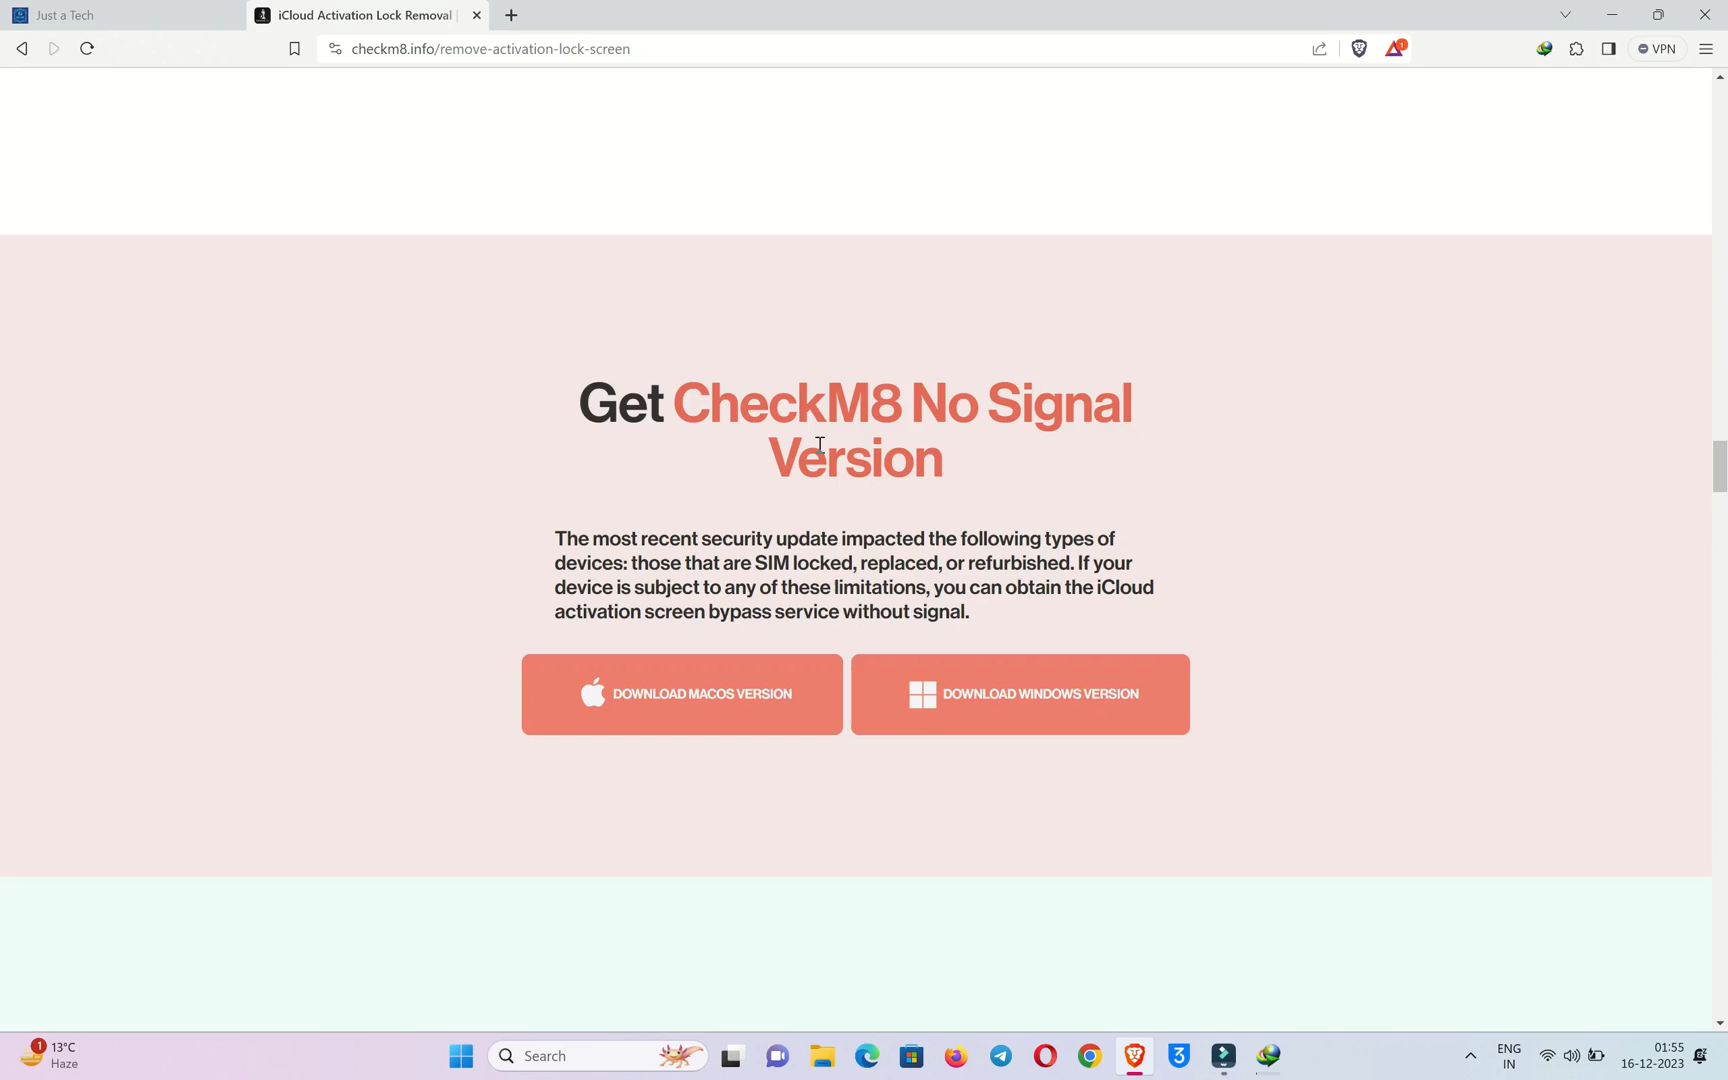 Just a Tech
iCloud Activation Lock Removal |
checkm8.info/remove-activation-lock-screen
1
VPN
Get CheckM8 No Signal
Version
The most recent security update impacted the following types of
devices: those that are SIM locked, replaced, or refurbished. If your
device is subject to any of these limitations, you can obtain the iCloud
activation screen bypass service without signal.
DOWNLOAD MACOS VERSION
DOWNLOAD WINDOWS VERSION
1
13°C
Haze
Search
3
ENG
IN
01:55
16-12-2023